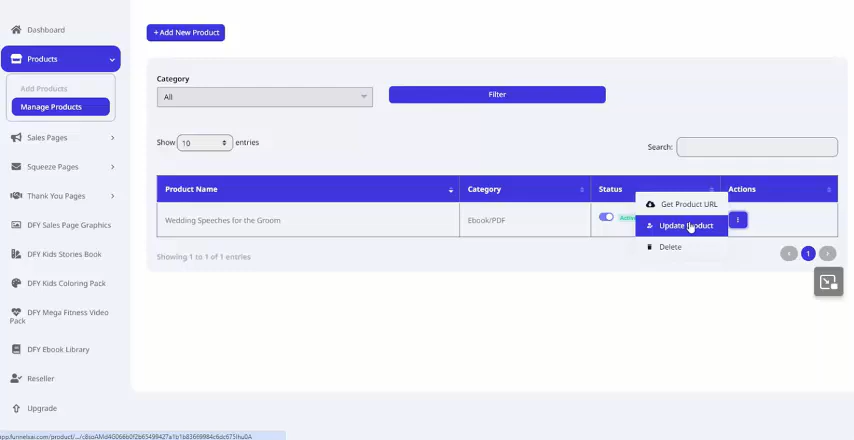 Dashboard
Products
Add Products
Manage Products
Sales Pages
Squeeze Pages
Thank You Pages
DFY Sales Page Graphics
DFY Kids Stories Book
DFY Kids Coloring Pack
DFY Mega Fitness Video
Pack
DFY Ebook Library
Reseller
Upgrade
+ Add New Product
Category
All
Filter
Show 10 entries
Search:
Product Name Category Status Actions
Wedding Speeches for the Groom Ebook/PDF
Get Product URL
Update Product
Delete
Showing 1 to 1 of 1 entries
‹ 1 ›